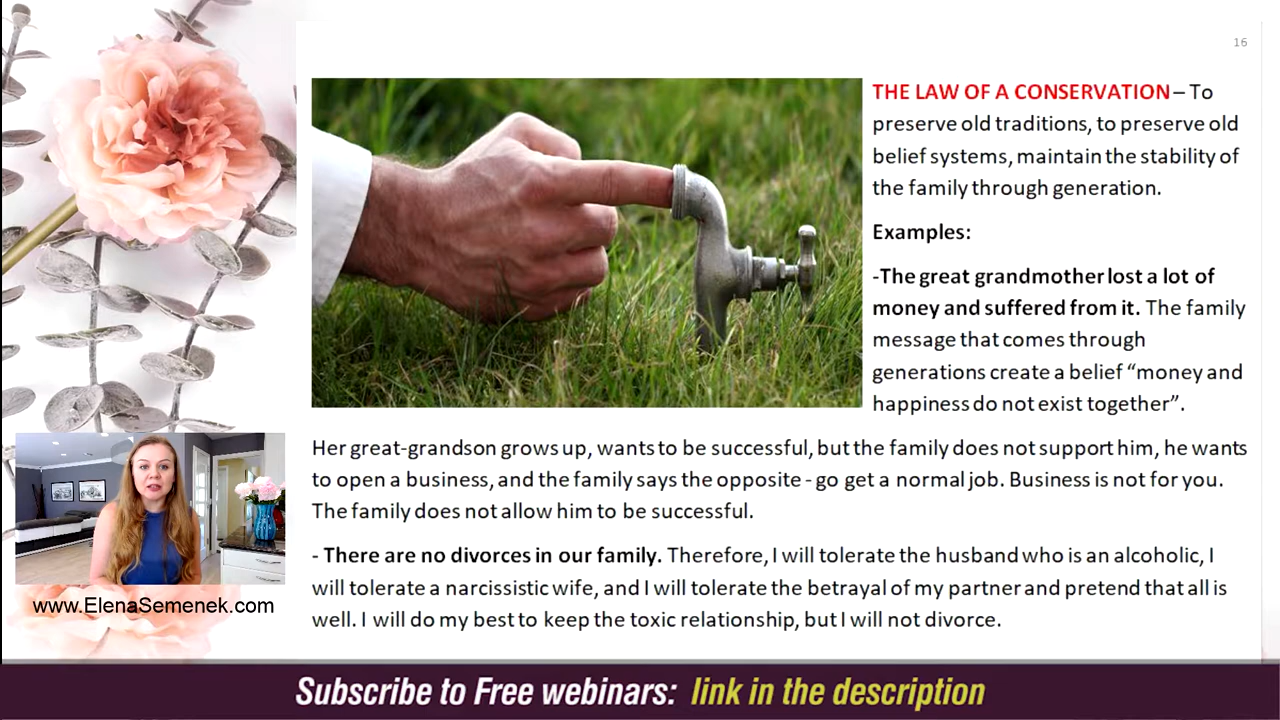 16
THE LAW OF A CONSERVATION – To
preserve old traditions, to preserve old
belief systems, maintain the stability of
the family through generation.
Examples:
-The great grandmother lost a lot of
money and suffered from it. The family
message that comes through
generations create a belief “money and
happiness do not exist together”.
Her great-grandson grows up, wants to be successful, but the family does not support him, he wants
to open a business, and the family says the opposite - go get a normal job. Business is not for you.
The family does not allow him to be successful.
- There are no divorces in our family. Therefore, I will tolerate the husband who is an alcoholic, I
will tolerate a narcissistic wife, and I will tolerate the betrayal of my partner and pretend that all is
well. I will do my best to keep the toxic relationship, but I will not divorce.
www.ElenaSemenek.com
Subscribe to Free webinars: link in the description